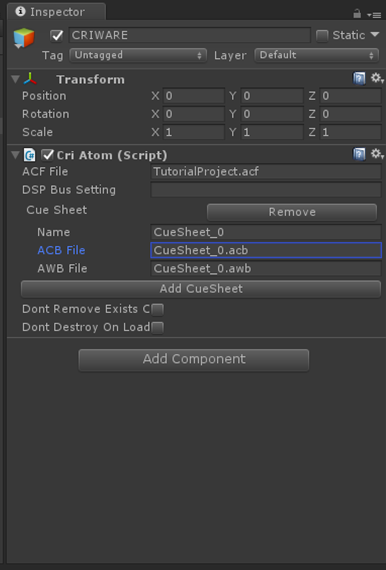 Inspector
CRIWARE Static
Tag Untagged Layer Default
Transform
Position X 0 Y 0 Z 0
Rotation X 0 Y 0 Z 0
Scale X 1 Y 1 Z 1
Cri Atom (Script)
ACF File TutorialProject.acf
DSP Bus Setting
Cue Sheet Remove
Name CueSheet_0
ACB File CueSheet_0.acb
AWB File CueSheet_0.awb
Add CueSheet
Dont Remove Exists C
Dont Destroy On Load
Add Component